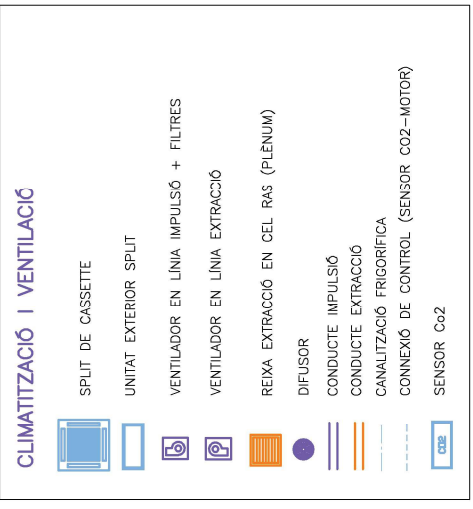 CLIMATITZACIÓ I VENTILACIÓ
SPLIT DE CASSETTE
UNITAT EXTERIOR SPLIT
VENTILADOR EN LÍNIA IMPULSÓ + FILTRES
VENTILADOR EN LÍNIA EXTRACCIÓ
REIXA EXTRACCIÓ EN CEL RAS (PLÈNUM)
DIFUSOR
CONDUCTE IMPULSIÓ
CONDUCTE EXTRACCIÓ
CANALITZACIÓ FRIGORÍFICA
CONNEXIÓ DE CONTROL (SENSOR CO2-MOTOR)
CO2 SENSOR Co2